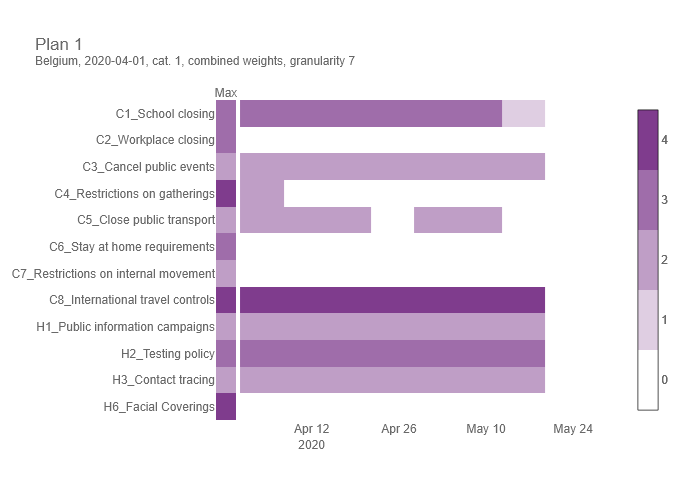 Plan 1
Belgium, 2020-04-01, cat. 1, combined weights, granularity 7
Max
C1_School closing
C2_Workplace closing
C3_Cancel public events
C4_Restrictions on gatherings
C5_Close public transport
C6_Stay at home requirements
C7_Restrictions on internal movement
C8_International travel controls
H1_Public information campaigns
H2_Testing policy
H3_Contact tracing
H6_Facial Coverings
Apr 12 Apr 26 May 10 May 24
2020
4
3
2
1
0